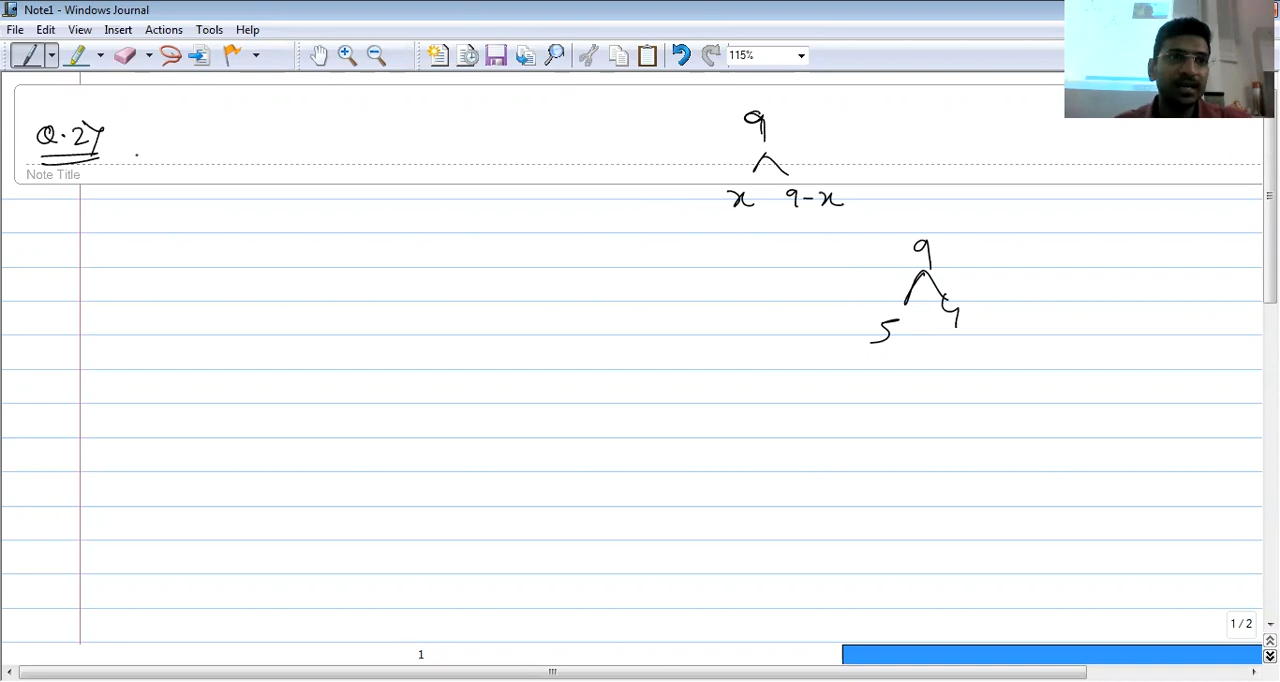 Note1 - Windows Journal
File Edit View Insert Actions Tools Help
115%
Q.27
9
x 9-x
Note Title
9
5 4
1 / 2
1